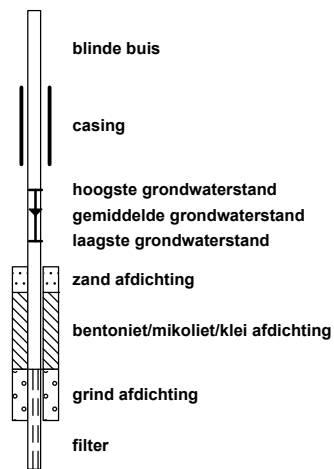 blinde buis
casing
hoogste grondwaterstand
gemiddelde grondwaterstand
laagste grondwaterstand
zand afdichting
bentoniet/mikoliet/klei afdichting
grind afdichting
filter